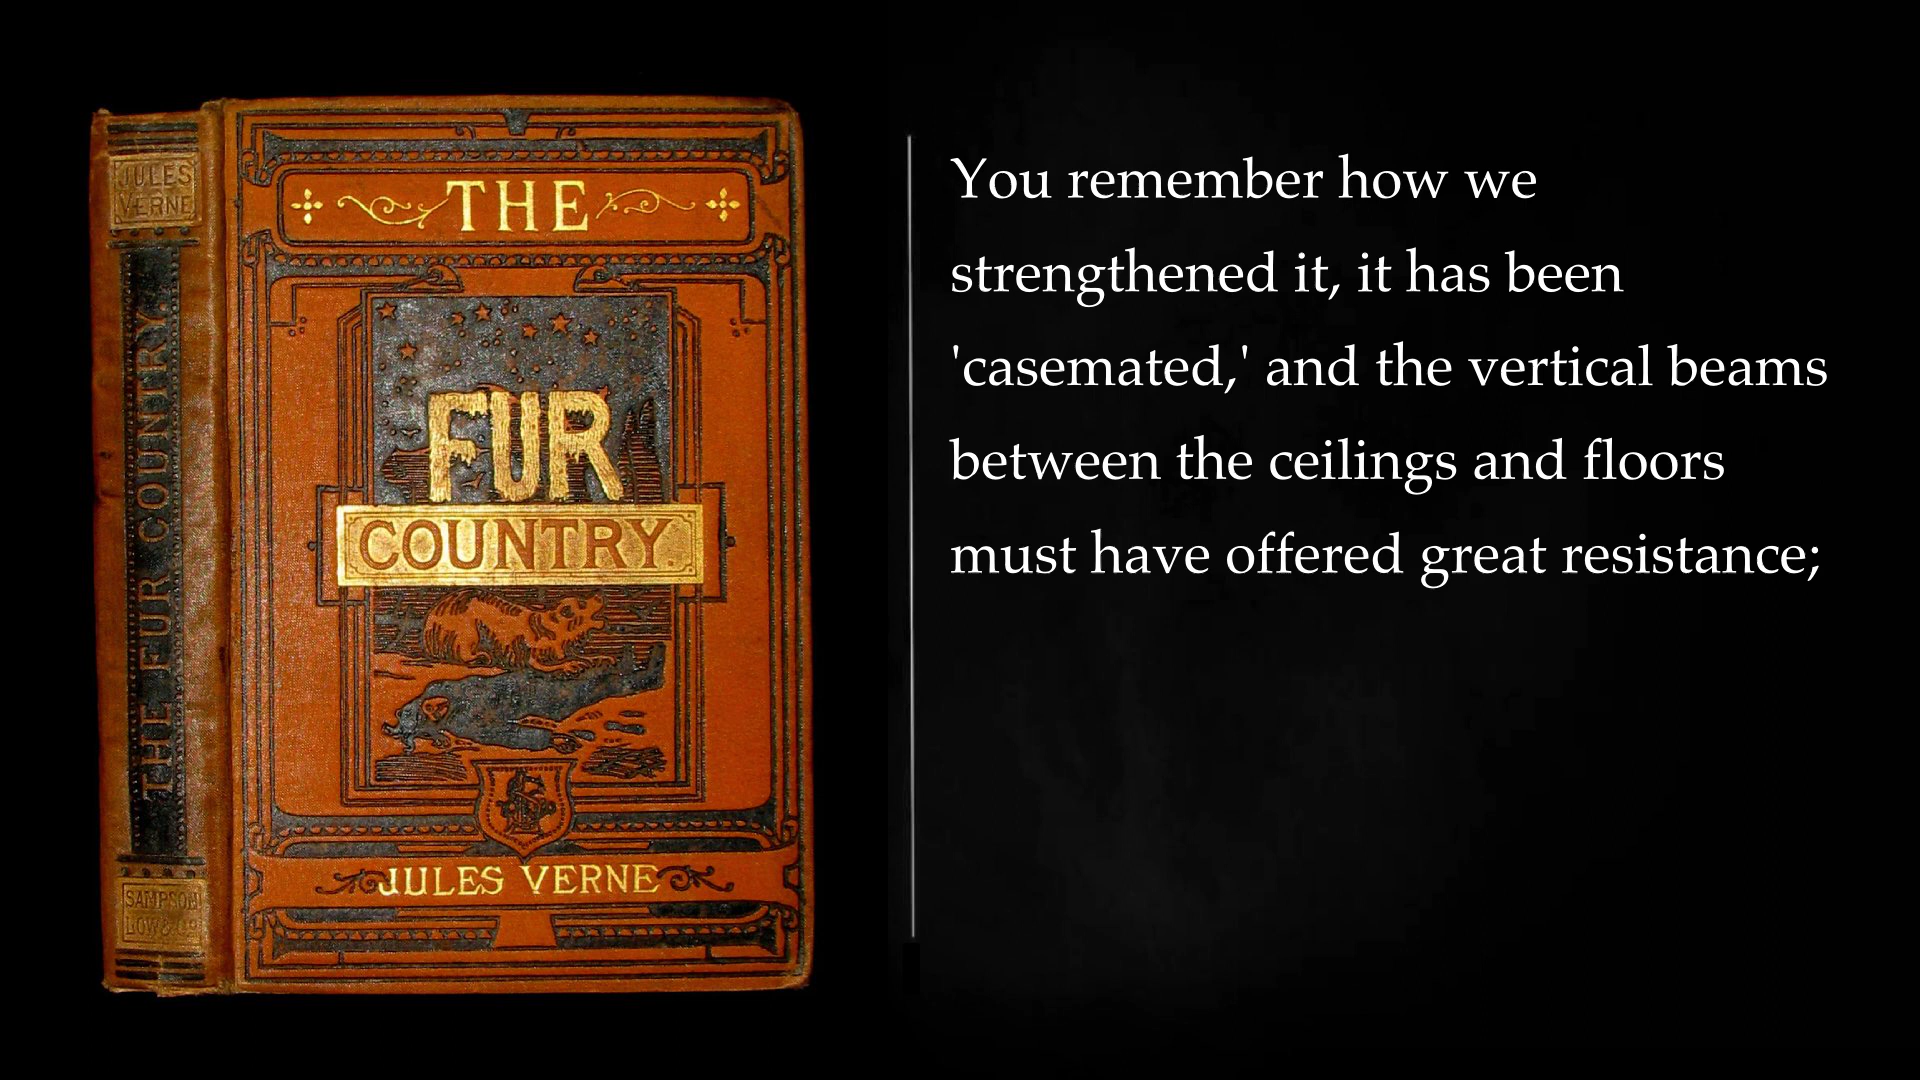 JULES
VERNE
THE FUR COUNTRY.
SAMPSON
LOW & Co
THE
FUR
COUNTRY.
JULES VERNE
You remember how we
strengthened it, it has been
'casemated,' and the vertical beams
between the ceilings and floors
must have offered great resistance;